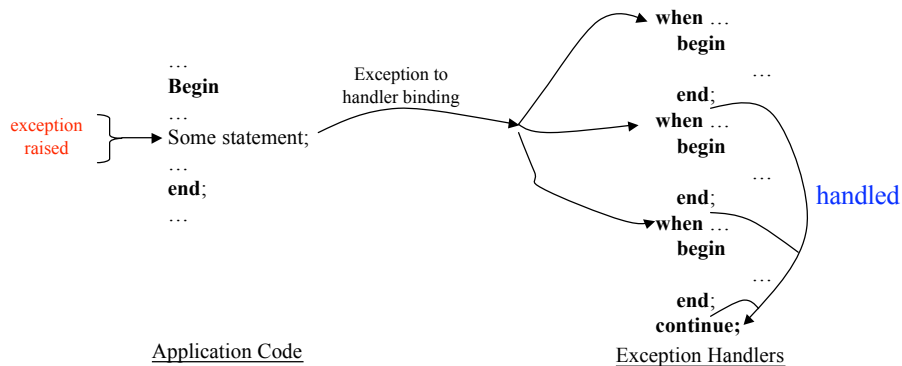 exception
raised
…
Begin
…
Some statement;
…
end;
…
Application Code
Exception to
handler binding
when …
begin
…
end;
when …
begin
…
end;
when …
begin
…
end;
continue;
handled
Exception Handlers